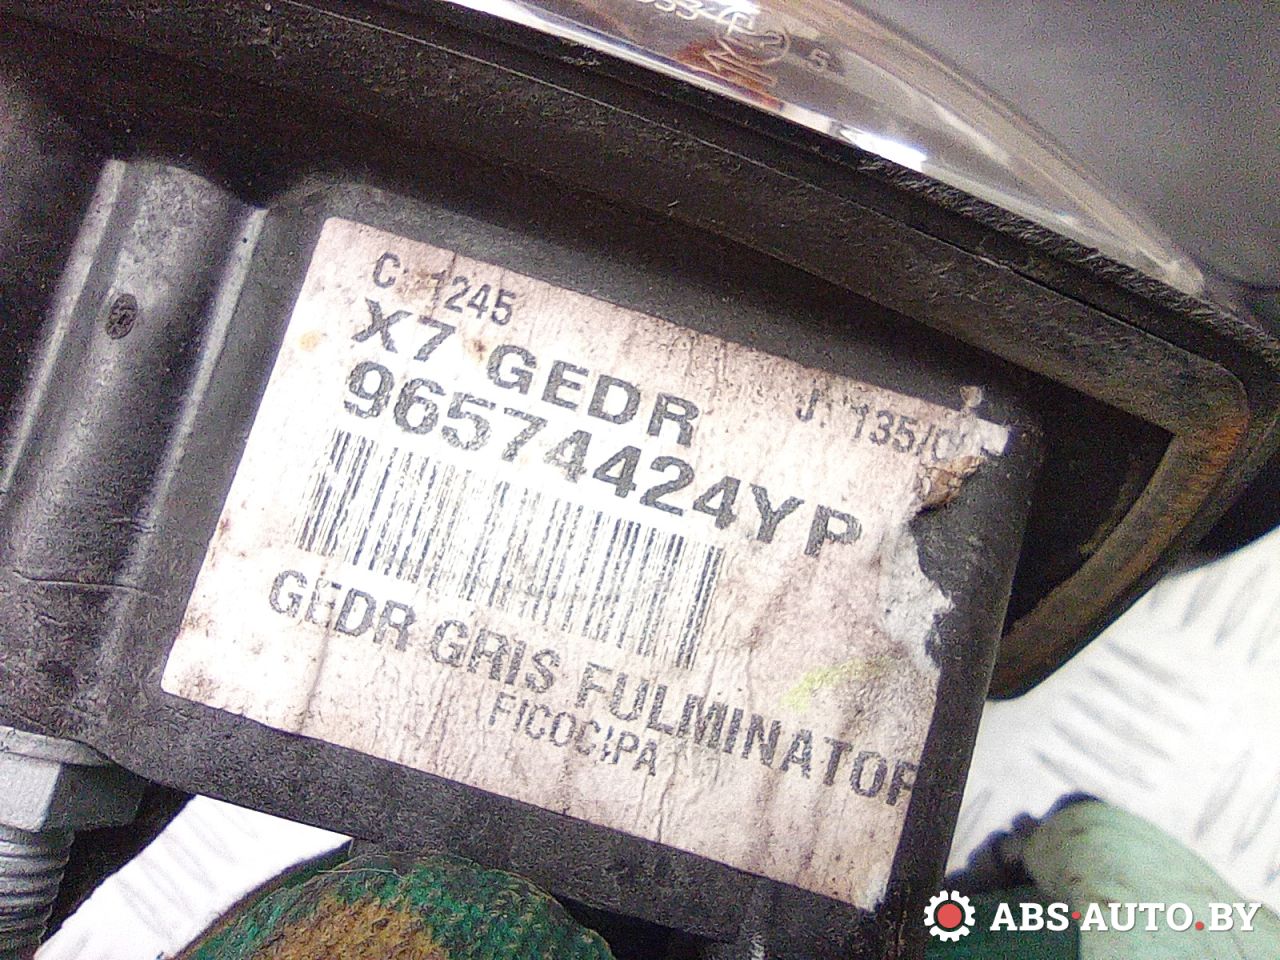 C: 1245
X7 GEDR
J: 135/0
96574424YP
GEDR GRIS FULMINATOR
FICOCIPA
ABS·AUTO.BY